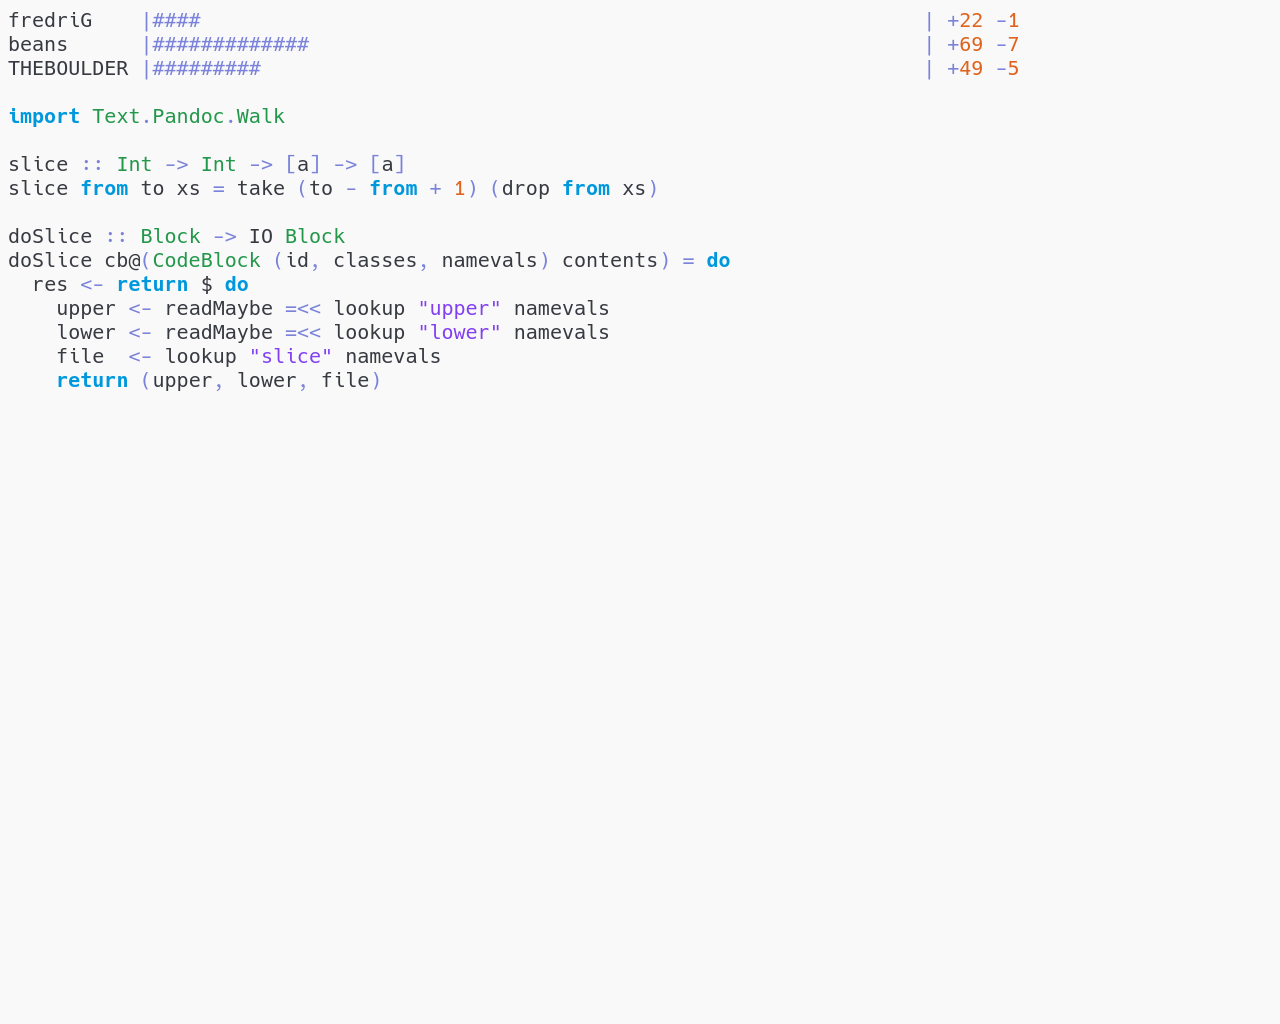 fredriG    |####                                                            | +22 -1
beans      |#############                                                   | +69 -7
THEBOULDER |#########                                                       | +49 -5

import Text.Pandoc.Walk

slice :: Int -> Int -> [a] -> [a]
slice from to xs = take (to - from + 1) (drop from xs)

doSlice :: Block -> IO Block
doSlice cb@(CodeBlock (id, classes, namevals) contents) = do
  res <- return $ do
    upper <- readMaybe =<< lookup "upper" namevals
    lower <- readMaybe =<< lookup "lower" namevals
    file  <- lookup "slice" namevals
    return (upper, lower, file)